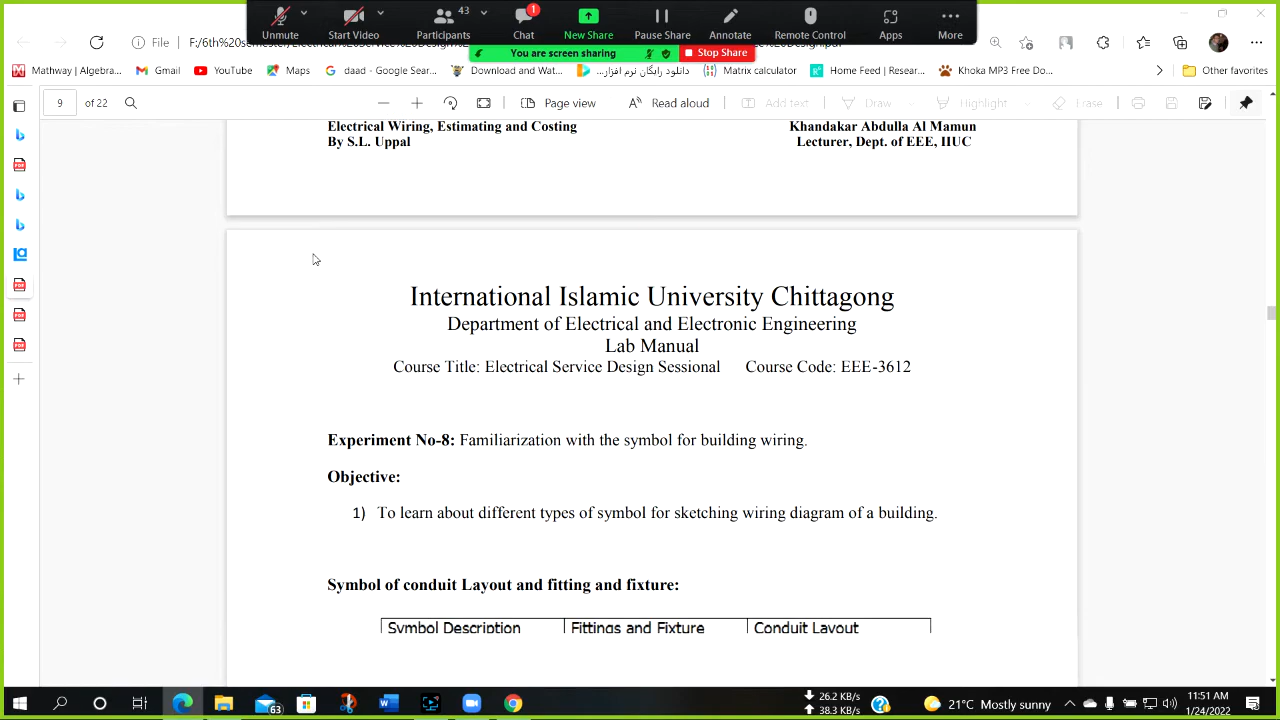 43
1
Unmute
Start Video
Participants
Chat
New Share
Pause Share
Annotate
Remote Control
Apps
More
You are screen sharing
Stop Share
File
Mathway | Algebra...
Gmail
YouTube
Maps
daad - Google Sear...
Download and Wat...
دانلود رایگان نرم افزار...
Matrix calculator
Home Feed | Resear...
Khoka MP3 Free Do...
Other favorites
9 of 22
Page view
Read aloud
Add text
Draw
Highlight
Erase
Electrical Wiring, Estimating and Costing
By S.L. Uppal
Khandakar Abdulla Al Mamun
Lecturer, Dept. of EEE, IIUC
International Islamic University Chittagong
Department of Electrical and Electronic Engineering
Lab Manual
Course Title: Electrical Service Design Sessional Course Code: EEE-3612
Experiment No-8: Familiarization with the symbol for building wiring.
Objective:
1) To learn about different types of symbol for sketching wiring diagram of a building.
Symbol of conduit Layout and fitting and fixture:
Symbol Description Fittings and Fixture Conduit Layout
63
26.2 KB/s
38.3 KB/s
21°C Mostly sunny
11:51 AM
1/24/2022